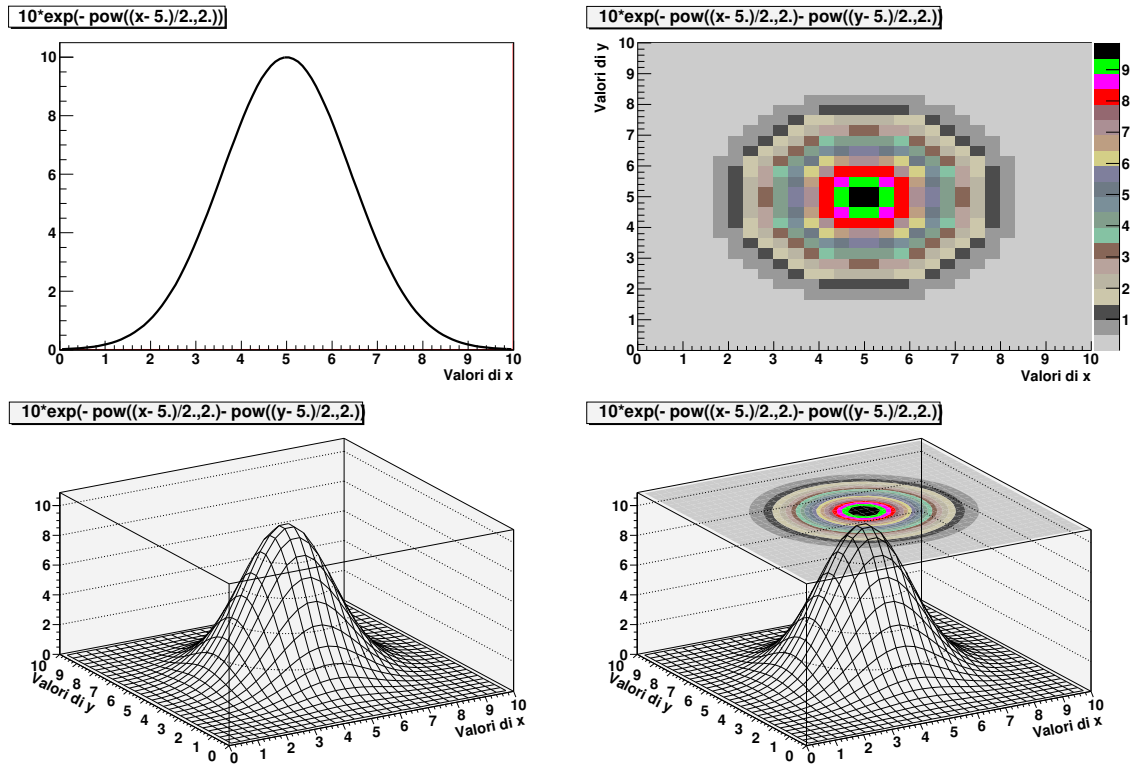 10*exp(- pow((x- 5.)/2.,2.))
10
8
6
4
2
0
0 1 2 3 4 5 6 7 8 9 10
Valori di x
10*exp(- pow((x- 5.)/2.,2.)- pow((y- 5.)/2.,2.))
Valori di y
10
9
8
7
6
5
4
3
2
1
0
0 1 2 3 4 5 6 7 8 9 10
Valori di x
9
8
7
6
5
4
3
2
1
10*exp(- pow((x- 5.)/2.,2.)- pow((y- 5.)/2.,2.))
10
8
6
4
2
0
10 9 8 7 6 5 4 3 2 1 0
Valori di y
0 1 2 3 4 5 6 7 8 9 10
Valori di x
10*exp(- pow((x- 5.)/2.,2.)- pow((y- 5.)/2.,2.))
10
8
6
4
2
0
10 9 8 7 6 5 4 3 2 1 0
Valori di y
0 1 2 3 4 5 6 7 8 9 10
Valori di x